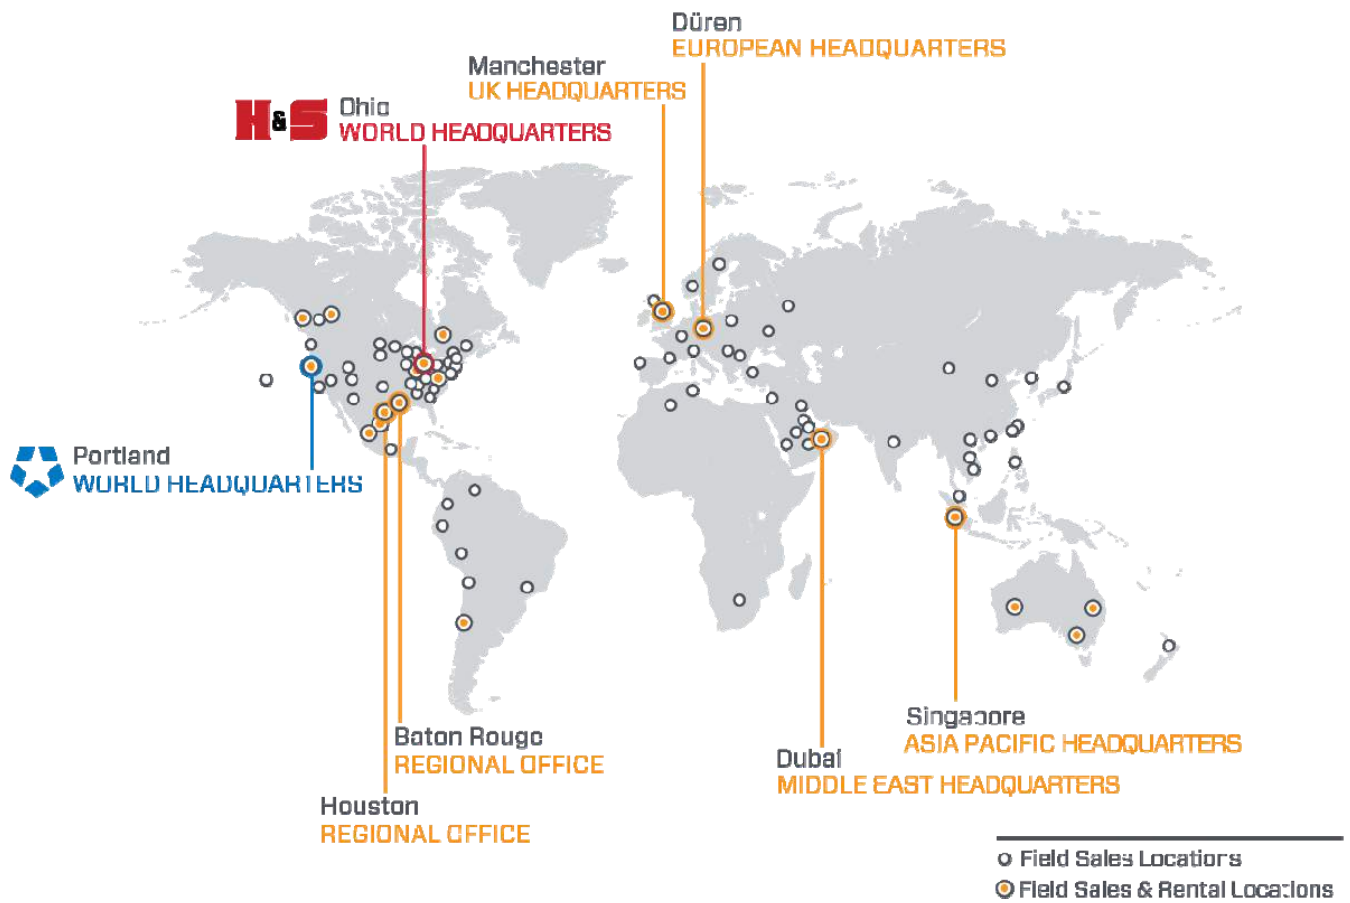 Düren
EUROPEAN HEADQUARTERS
Manchester
UK HEADQUARTERS
H&S
Ohio
WORLD HEADQUARTERS
Portland
WORLD HEADQUARTERS
Baton Rouge
REGIONAL OFFICE
Houston
REGIONAL OFFICE
Singapore
ASIA PACIFIC HEADQUARTERS
Dubai
MIDDLE EAST HEADQUARTERS
Field Sales Locations
Field Sales & Rental Locations